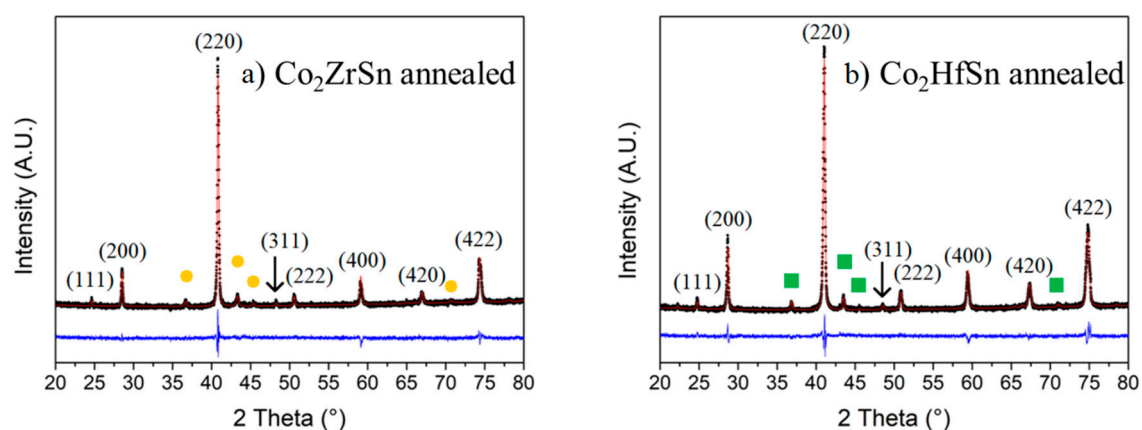 a) Co₂ZrSn annealed
Intensity (A.U.)
(111)
(200)
(220)
(311)
(222)
(400)
(420)
(422)
20 25 30 35 40 45 50 55 60 65 70 75 80
2 Theta (°)
b) Co₂HfSn annealed
Intensity (A.U.)
(111)
(200)
(220)
(311)
(222)
(400)
(420)
(422)
20 25 30 35 40 45 50 55 60 65 70 75 80
2 Theta (°)